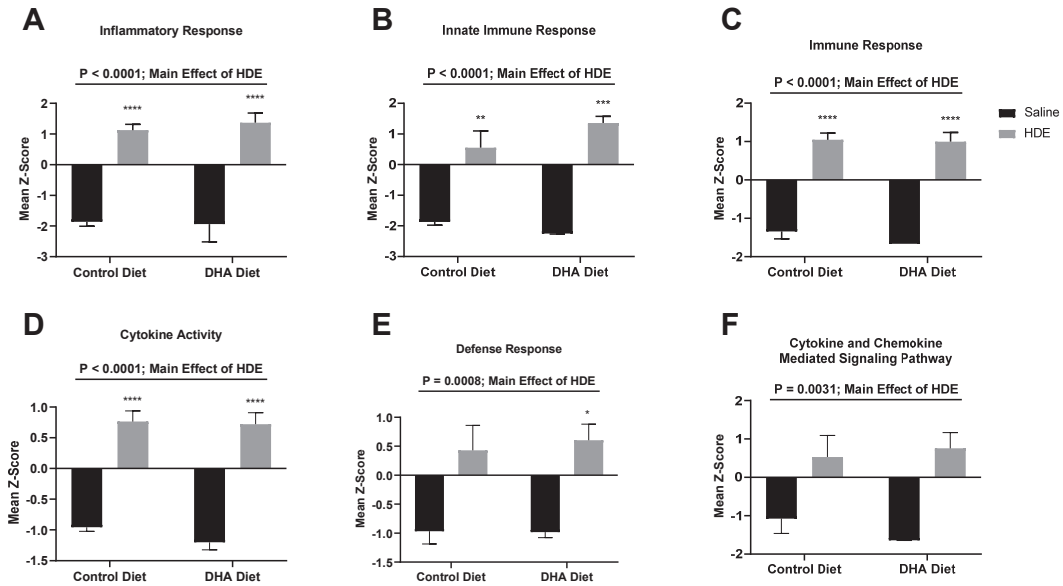 A
Inflammatory Response
P < 0.0001; Main Effect of HDE
**** ****
Mean Z-Score
2
1
0
-1
-2
-3
Control Diet DHA Diet
B
Innate Immune Response
P < 0.0001; Main Effect of HDE
** ***
Mean Z-Score
2
1
0
-1
-2
-3
Control Diet DHA Diet
C
Immune Response
P < 0.0001; Main Effect of HDE
**** ****
Mean Z-Score
2
1
0
-1
-2
Control Diet DHA Diet
Saline
HDE
D
Cytokine Activity
P < 0.0001; Main Effect of HDE
**** ****
Mean Z-Score
1.0
0.5
0.0
-0.5
-1.0
-1.5
Control Diet DHA Diet
E
Defense Response
P = 0.0008; Main Effect of HDE
*
Mean Z-Score
1.0
0.5
0.0
-0.5
-1.0
-1.5
Control Diet DHA Diet
F
Cytokine and Chemokine
Mediated Signaling Pathway
P = 0.0031; Main Effect of HDE
Mean Z-Score
2
1
0
-1
-2
Control Diet DHA Diet